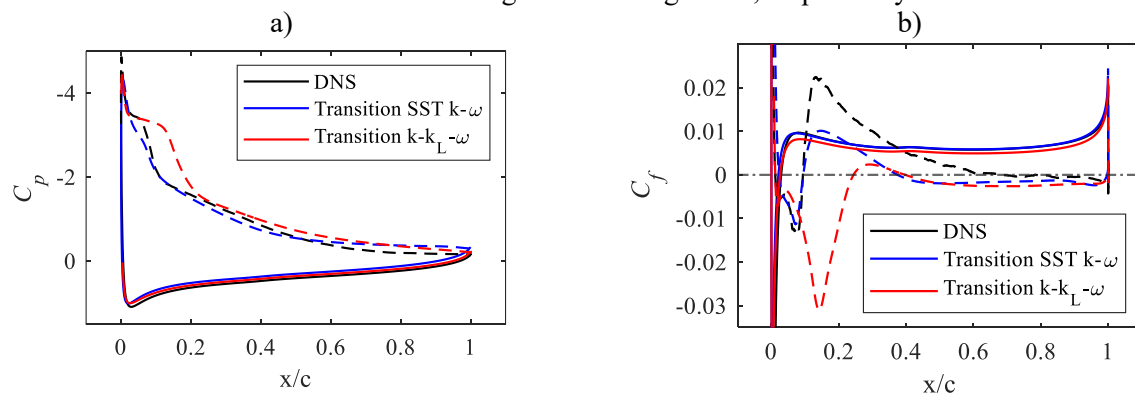 a)
-4
-2
0
C_p
0 0.2 0.4 0.6 0.8 1
x/c
DNS
Transition SST k-ω
Transition k-k_L-ω
b)
0.02
0.01
0
-0.01
-0.02
-0.03
C_f
0 0.2 0.4 0.6 0.8 1
x/c
DNS
Transition SST k-ω
Transition k-k_L-ω